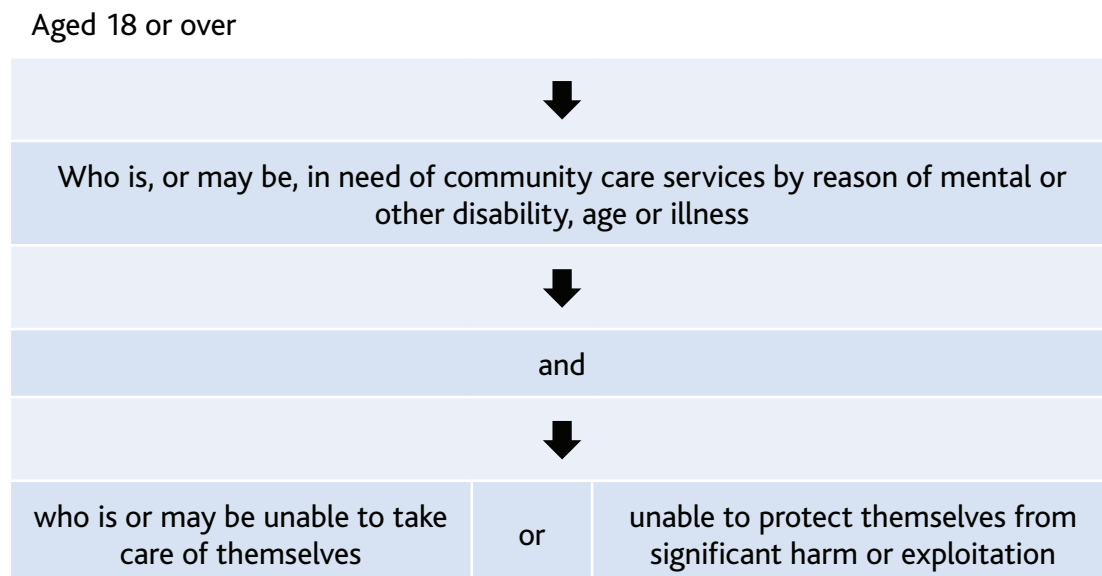 Aged 18 or over
Who is, or may be, in need of community care services by reason of mental or
other disability, age or illness
and
who is or may be unable to take
care of themselves
or
unable to protect themselves from
significant harm or exploitation